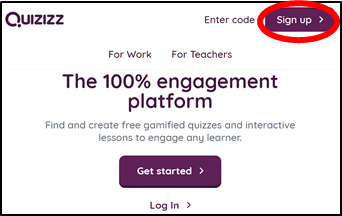 Quizizz Enter code Sign up >
For Work For Teachers
The 100% engagement
platform
Find and create free gamified quizzes and interactive
lessons to engage any learner.
Get started >
Log In >